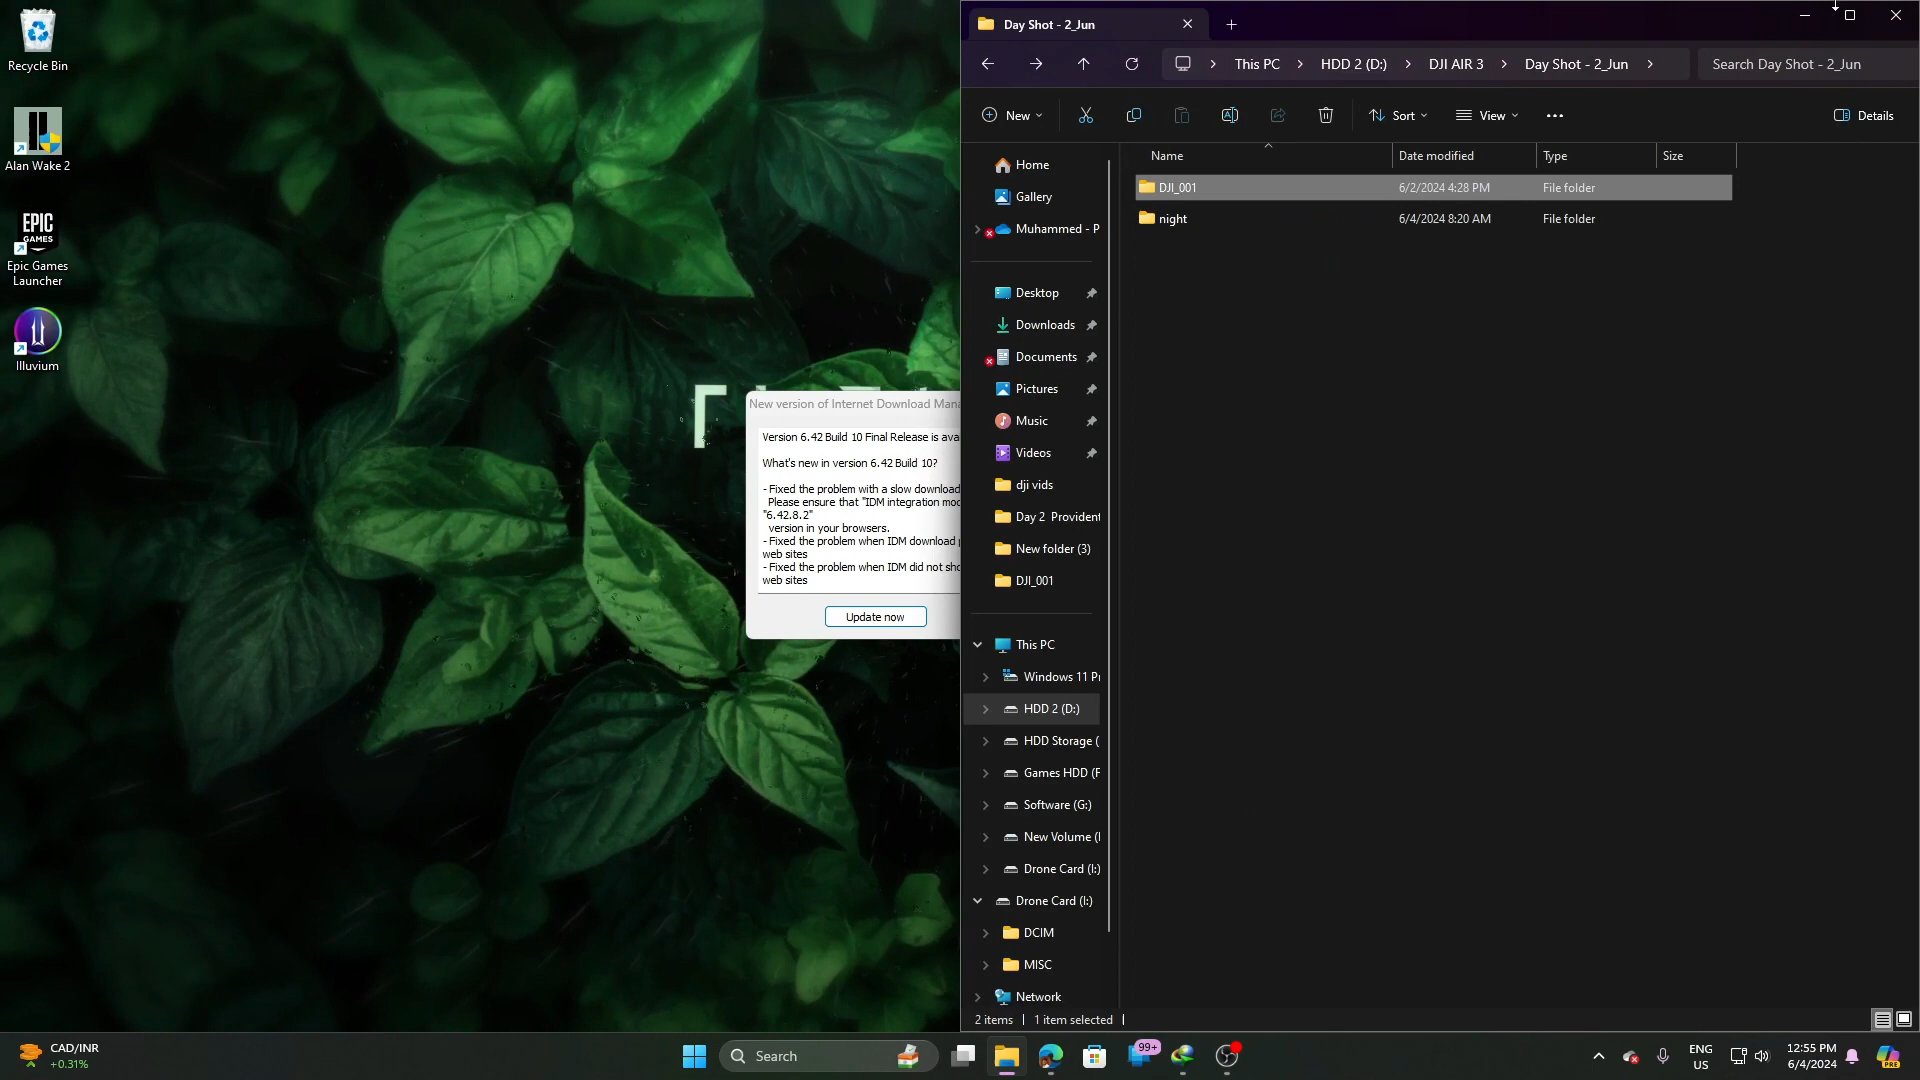 Recycle Bin
Alan Wake 2
EPIC
GAMES
Epic Games
Launcher
Illuvium
New version of Internet Download Mana
Version 6.42 Build 10 Final Release is ava
What's new in version 6.42 Build 10?
- Fixed the problem with a slow download
Please ensure that "IDM integration mod
"6.42.8.2"
version in your browsers.
- Fixed the problem when IDM download p
web sites
- Fixed the problem when IDM did not sho
web sites
Update now
Day Shot - 2_Jun
This PC
HDD 2 (D:)
DJI AIR 3
Day Shot - 2_Jun
Search Day Shot - 2_Jun
New
Sort
View
Details
Name
Date modified
Type
Size
DJI_001
6/2/2024 4:28 PM
File folder
night
6/4/2024 8:20 AM
File folder
Home
Gallery
Muhammed - P
Desktop
Downloads
Documents
Pictures
Music
Videos
dji vids
Day 2 Provident
New folder (3)
DJI_001
This PC
Windows 11 Pr
HDD 2 (D:)
HDD Storage (
Games HDD (F
Software (G:)
New Volume (
Drone Card (I:)
Drone Card (I:)
DCIM
MISC
Network
2 items
1 item selected
CAD/INR
+0.31%
Search
99+
ENG
US
12:55 PM
6/4/2024
PRE